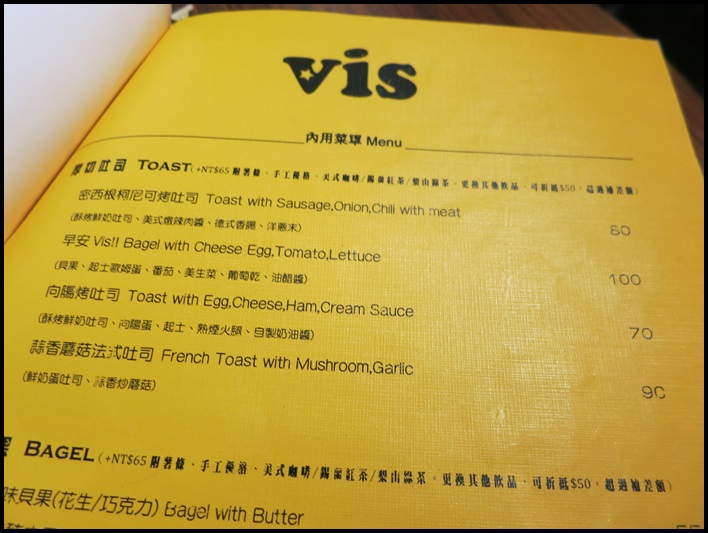 vis
內用菜單 Menu
厚切吐司 TOAST(+NT$65 附薯條、手工優格、美式咖啡/錫蘭紅茶/梨山綠茶。更換其他飲品,可折抵$50,超過補差額)
密西根柯尼可烤吐司 Toast with Sausage,Onion,Chili with meat 80
(酥烤鮮奶吐司、美式燉辣肉醬、德式香腸、洋蔥末)
早安Vis!! Bagel with Cheese Egg,Tomato,Lettuce 100
(貝果、起士歐姆蛋、番茄、美生菜、葡萄乾、油醋醬)
向陽烤吐司 Toast with Egg,Cheese,Ham,Cream Sauce 70
(酥烤鮮奶吐司、向陽蛋、起士、熟煙火腿、自製奶油醬)
蒜香蘑菇法式吐司 French Toast with Mushroom,Garlic 90
(鮮奶蛋吐司、蒜香炒蘑菇)
BAGEL(+NT$65 附薯條、手工優格、美式咖啡/錫蘭紅茶/梨山綠茶。更換其他飲品,可折抵$50,超過補差額)
味貝果(花生/巧克力) Bagel with Butter 55